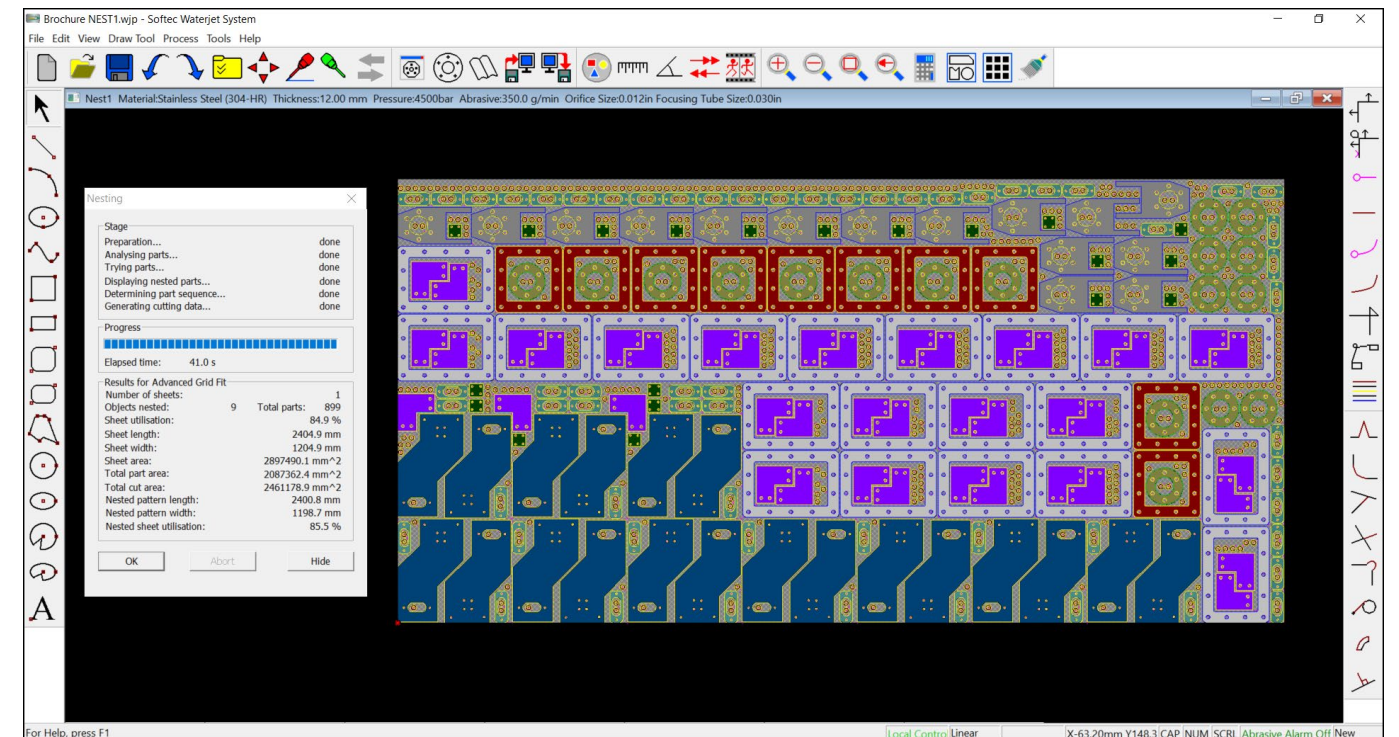 Brochure NEST1.wjp - Softec Waterjet System
File Edit View Draw Tool Process Tools Help
MO
Nest1 Material:Stainless Steel (304-HR) Thickness:12.00 mm Pressure:4500bar Abrasive:350.0 g/min Orifice Size:0.012in Focusing Tube Size:0.030in
Nesting
Stage
Preparation... done
Analysing parts... done
Trying parts... done
Displaying nested parts... done
Determining part sequence... done
Generating cutting data... done
Progress
Elapsed time: 41.0 s
Results for Advanced Grid Fit
Number of sheets: 1
Objects nested: 9 Total parts: 899
Sheet utilisation: 84.9 %
Sheet length: 2404.9 mm
Sheet width: 1204.9 mm
Sheet area: 2897490.1 mm^2
Total part area: 2087362.4 mm^2
Total cut area: 2461178.9 mm^2
Nested pattern length: 2400.8 mm
Nested pattern width: 1198.7 mm
Nested sheet utilisation: 85.5 %
OK Abort Hide
A
For Help, press F1 Local Contro Linear X-63.20mm Y148.3 CAP NUM SCRL Abrasive Alarm Off New